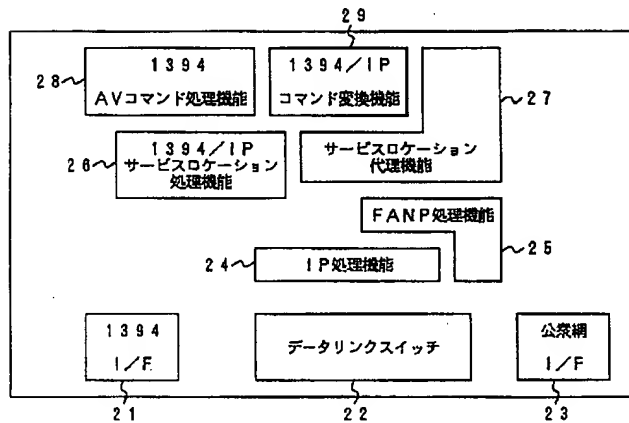 ２９
２８
１３９４
ＡＶコマンド処理機能
１３９４／ＩＰ
コマンド変換機能
２７
２６
１３９４／ＩＰ
サービスロケーション
処理機能
サービスロケーション
代理機能
ＦＡＮＰ処理機能
２５
２４
ＩＰ処理機能
１３９４
Ｉ／Ｆ
データリンクスイッチ
公衆網
Ｉ／Ｆ
２１
２２
２３